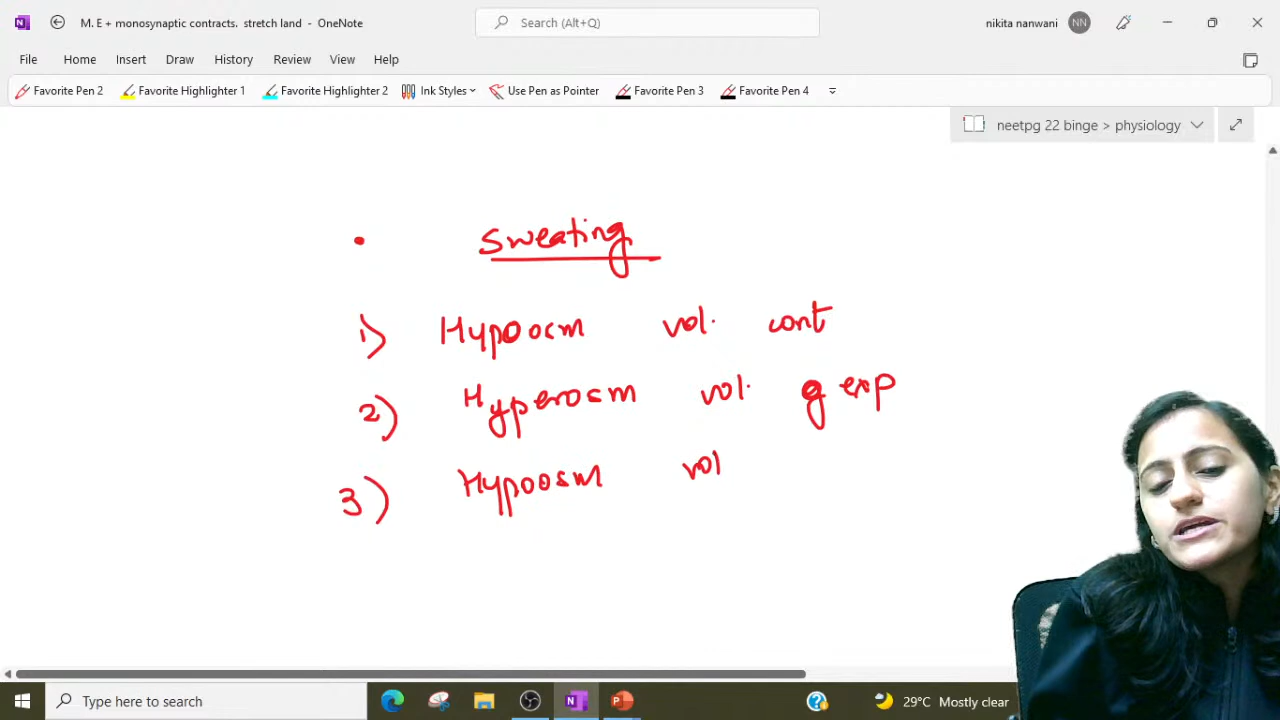 M. E + monosynaptic contracts. stretch land - OneNote
Search (Alt+Q)
nikita nanwani
NN
File Home Insert Draw History Review View Help
Favorite Pen 2 Favorite Highlighter 1 Favorite Highlighter 2 Ink Styles Use Pen as Pointer Favorite Pen 3 Favorite Pen 4
neetpg 22 binge > physiology
• Sweating
1) Hypoosm vol. cont
2) Hyperosm vol. exp
3) Hypoosm vol
Type here to search
29°C Mostly clear